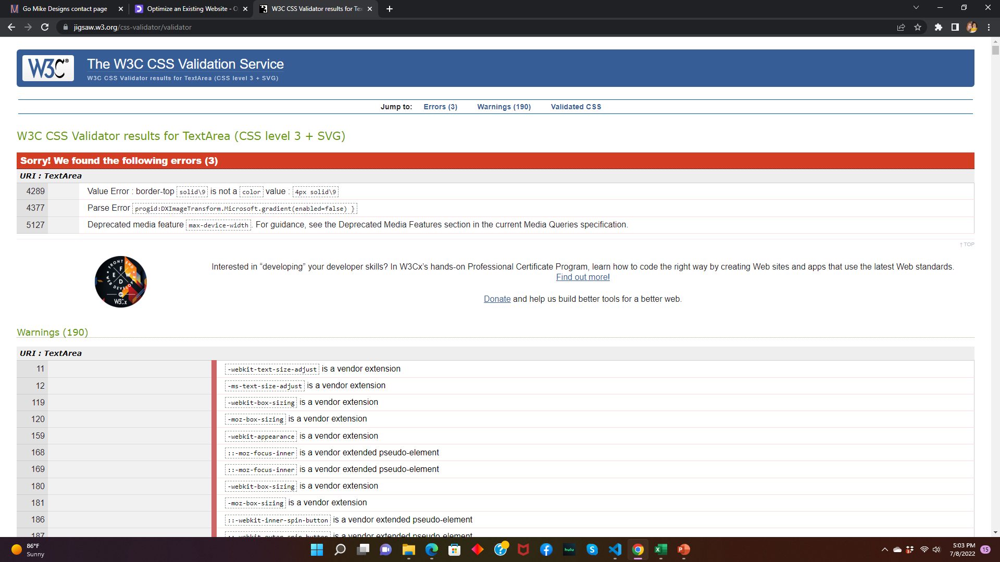 Go Mike Designs contact page
Optimize an Existing Website - O
W3C CSS Validator results for Tex
jigsaw.w3.org/css-validator/validator
W3C®
The W3C CSS Validation Service
W3C CSS Validator results for TextArea (CSS level 3 + SVG)
Jump to: Errors (3) Warnings (190) Validated CSS
W3C CSS Validator results for TextArea (CSS level 3 + SVG)
Sorry! We found the following errors (3)
URI : TextArea
4289 Value Error : border-top solid\9 is not a color value : 4px solid\9
4377 Parse Error progid:DXImageTransform.Microsoft.gradient(enabled=false) }
5127 Deprecated media feature max-device-width. For guidance, see the Deprecated Media Features section in the current Media Queries specification.
↑ TOP
FRONT END
F
E W
D
WEB DEVELOPER
BY
W3Cx
Interested in “developing” your developer skills? In W3Cx’s hands-on Professional Certificate Program, learn how to code the right way by creating Web sites and apps that use the latest Web standards.
Find out more!
Donate and help us build better tools for a better web.
Warnings (190)
URI : TextArea
11 -webkit-text-size-adjust is a vendor extension
12 -ms-text-size-adjust is a vendor extension
119 -webkit-box-sizing is a vendor extension
120 -moz-box-sizing is a vendor extension
159 -webkit-appearance is a vendor extension
168 ::-moz-focus-inner is a vendor extended pseudo-element
169 ::-moz-focus-inner is a vendor extended pseudo-element
180 -webkit-box-sizing is a vendor extension
181 -moz-box-sizing is a vendor extension
186 ::-webkit-inner-spin-button is a vendor extended pseudo-element
187 ::-webkit-outer-spin-button is a vendor extended pseudo-element
86°F
Sunny
hulu
5:03 PM
7/8/2022
15